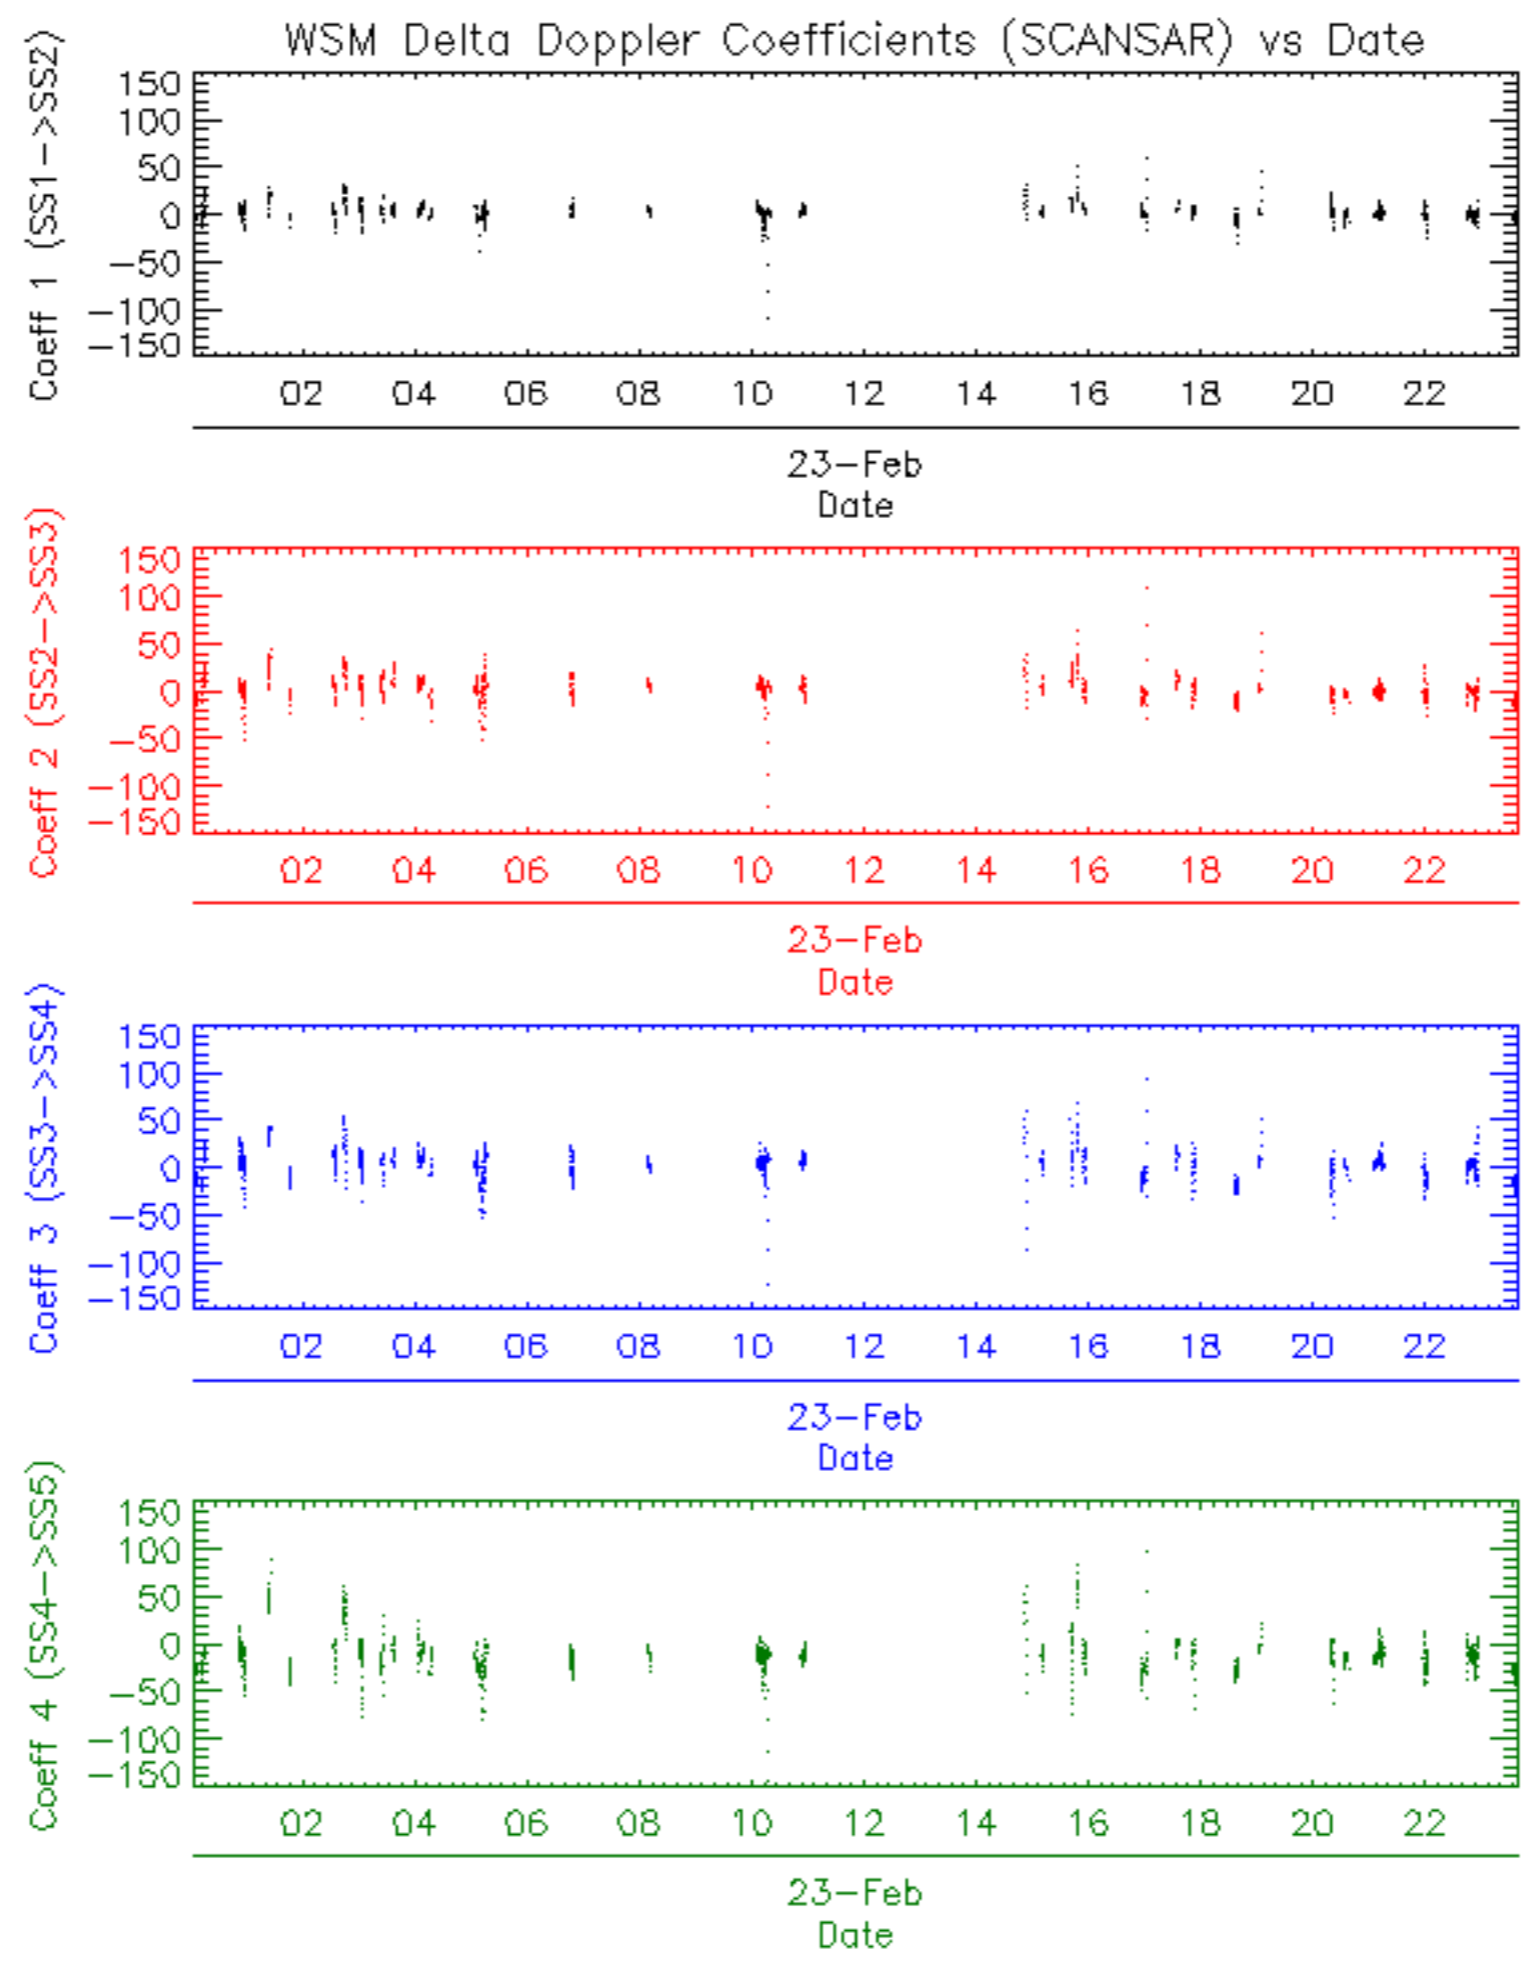 WSM Delta Doppler Coefficients (SCANSAR) vs Date
Coeff 1 (SS1->SS2)
150
100
50
0
-50
-100
-150
02 04 06 08 10 12 14 16 18 20 22
23-Feb
Date
Coeff 2 (SS2->SS3)
150
100
50
0
-50
-100
-150
02 04 06 08 10 12 14 16 18 20 22
23-Feb
Date
Coeff 3 (SS3->SS4)
150
100
50
0
-50
-100
-150
02 04 06 08 10 12 14 16 18 20 22
23-Feb
Date
Coeff 4 (SS4->SS5)
150
100
50
0
-50
-100
-150
02 04 06 08 10 12 14 16 18 20 22
23-Feb
Date